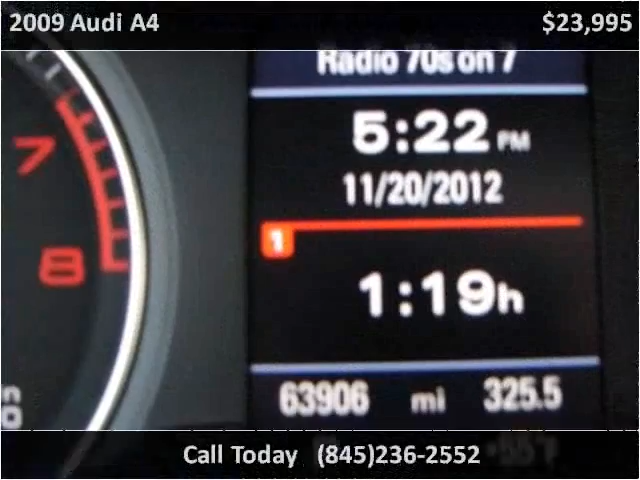 2009 Audi A4 $23,995
Radio 70s on 7
5:22 PM
11/20/2012
7
1
8
1:19h
63906 mi 325.5
Call Today (845)236-2552